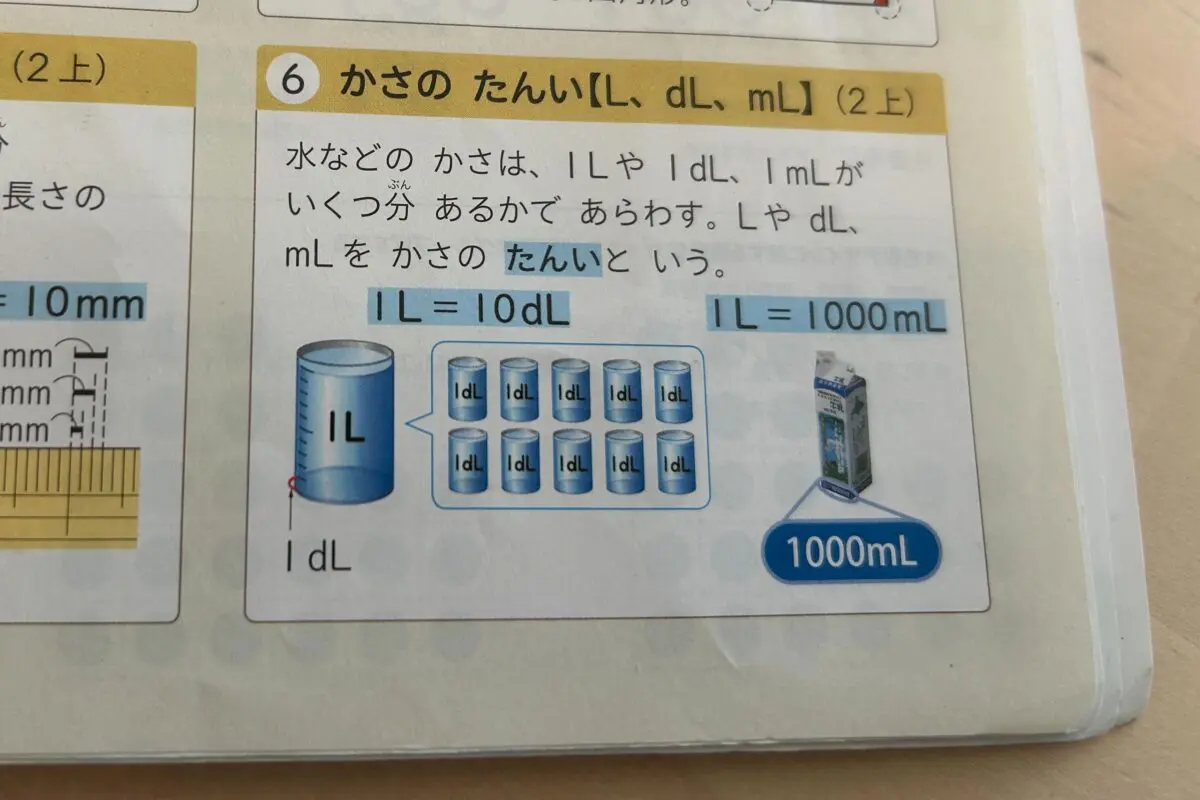 (2上)
長さの
= 10mm
mm
mm
mm
6 かさの たんい【L、dL、mL】(2上)
水などの かさは、1Lや 1dL、1mLが
いくつ分 あるかで あらわす。Lや dL、
ぶん
mLを かさの たんいと いう。
1L = 10dL
1L = 1000mL
1L
1dL 1dL 1dL 1dL 1dL
1dL 1dL 1dL 1dL 1dL
1dL
1000mL